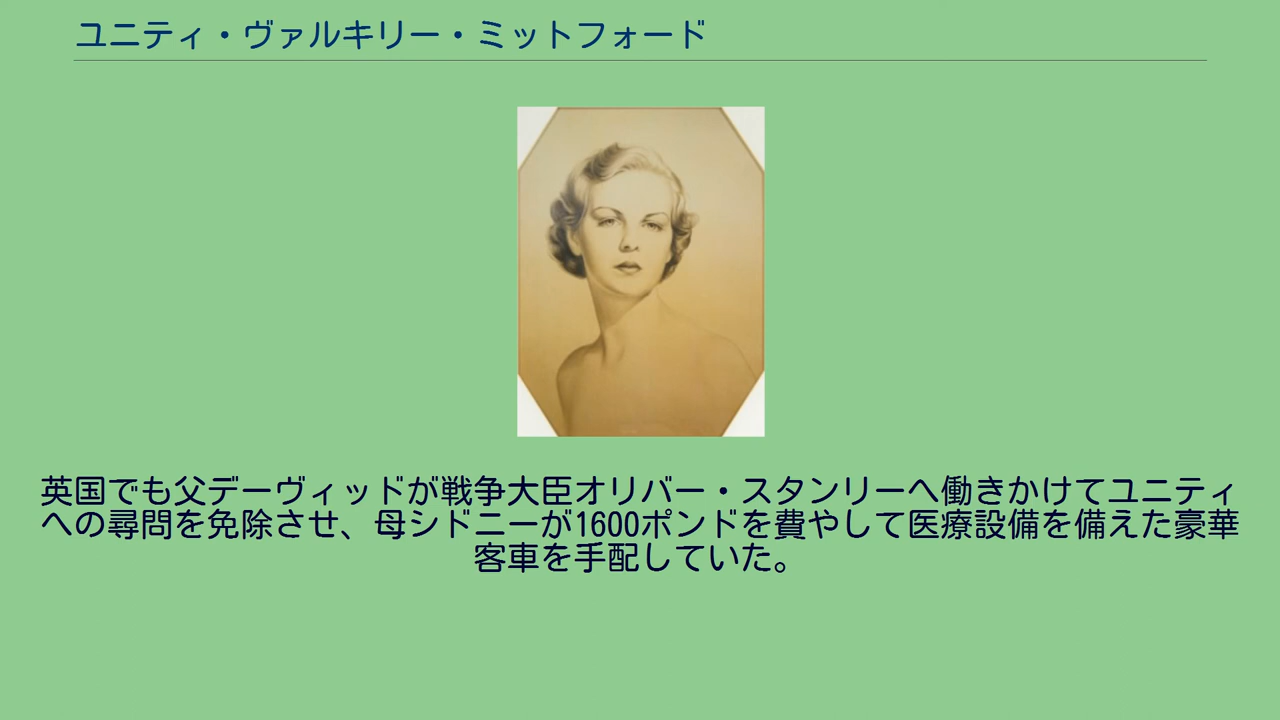 ユニティ・ヴァルキリー・ミットフォード
英国でも父デーヴィッドが戦争大臣オリバー・スタンリーへ働きかけてユニティ
への尋問を免除させ、母シドニーが1600ポンドを費やして医療設備を備えた豪華
客車を手配していた。